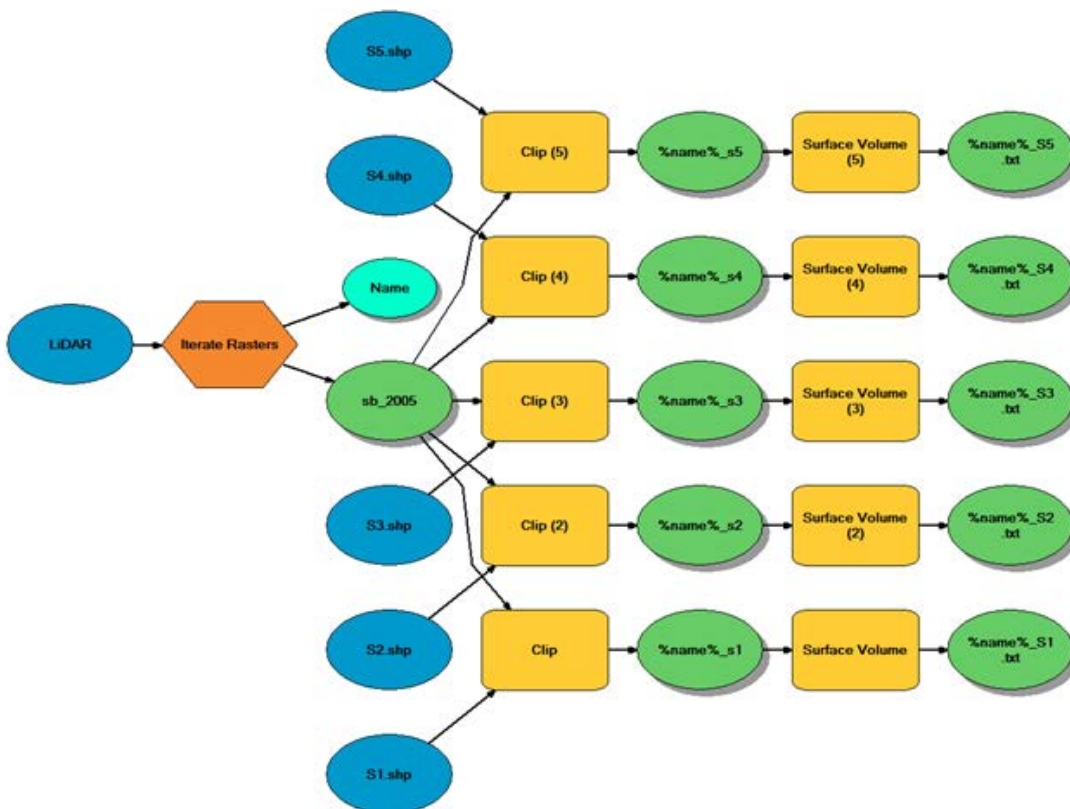 S5.shp
Clip (5)
%name%_s5
Surface Volume
(5)
%name%_S5
.txt
S4.shp
Clip (4)
%name%_s4
Surface Volume
(4)
%name%_S4
.txt
Name
LiDAR
Iterate Rasters
sb_2005
Clip (3)
%name%_s3
Surface Volume
(3)
%name%_S3
.txt
S3.shp
Clip (2)
%name%_s2
Surface Volume
(2)
%name%_S2
.txt
S2.shp
Clip
%name%_s1
Surface Volume
%name%_S1
.txt
S1.shp